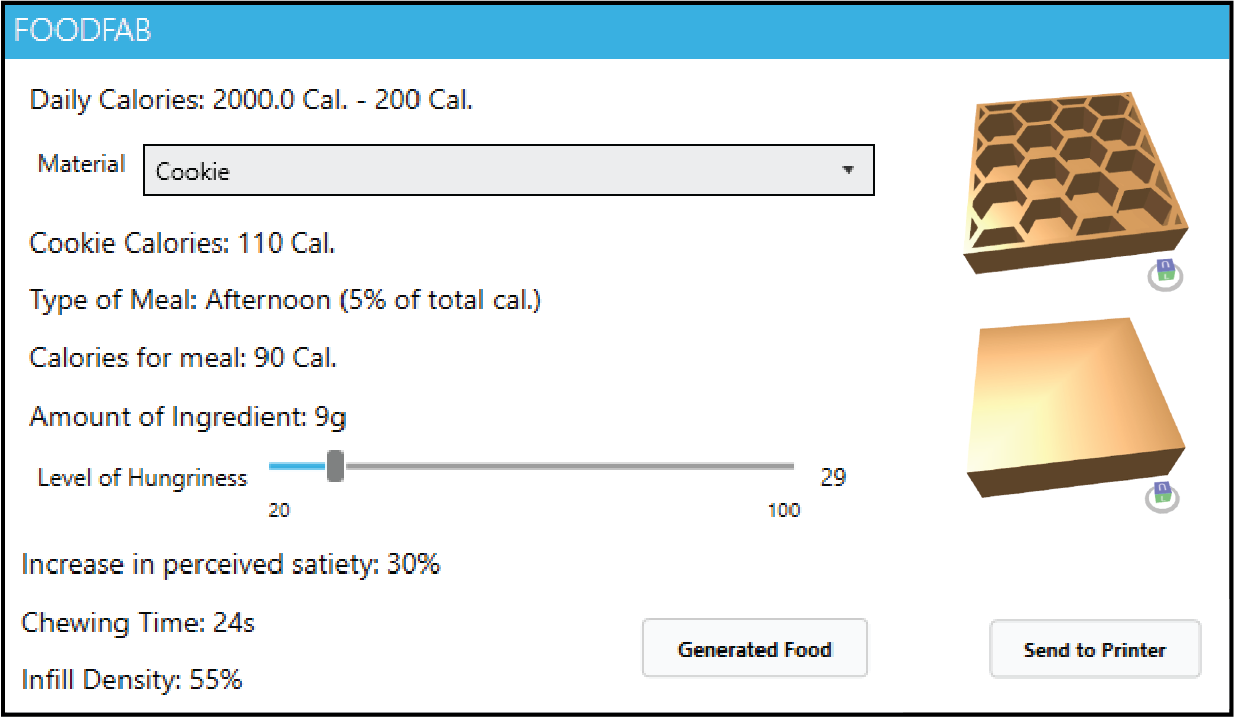 FOODFAB
Daily Calories: 2000.0 Cal. - 200 Cal.
Material Cookie
Cookie Calories: 110 Cal.
Type of Meal: Afternoon (5% of total cal.)
Calories for meal: 90 Cal.
Amount of Ingredient: 9g
Level of Hungriness 29
20 100
Increase in perceived satiety: 30%
Chewing Time: 24s
Generated Food Send to Printer
Infill Density: 55%